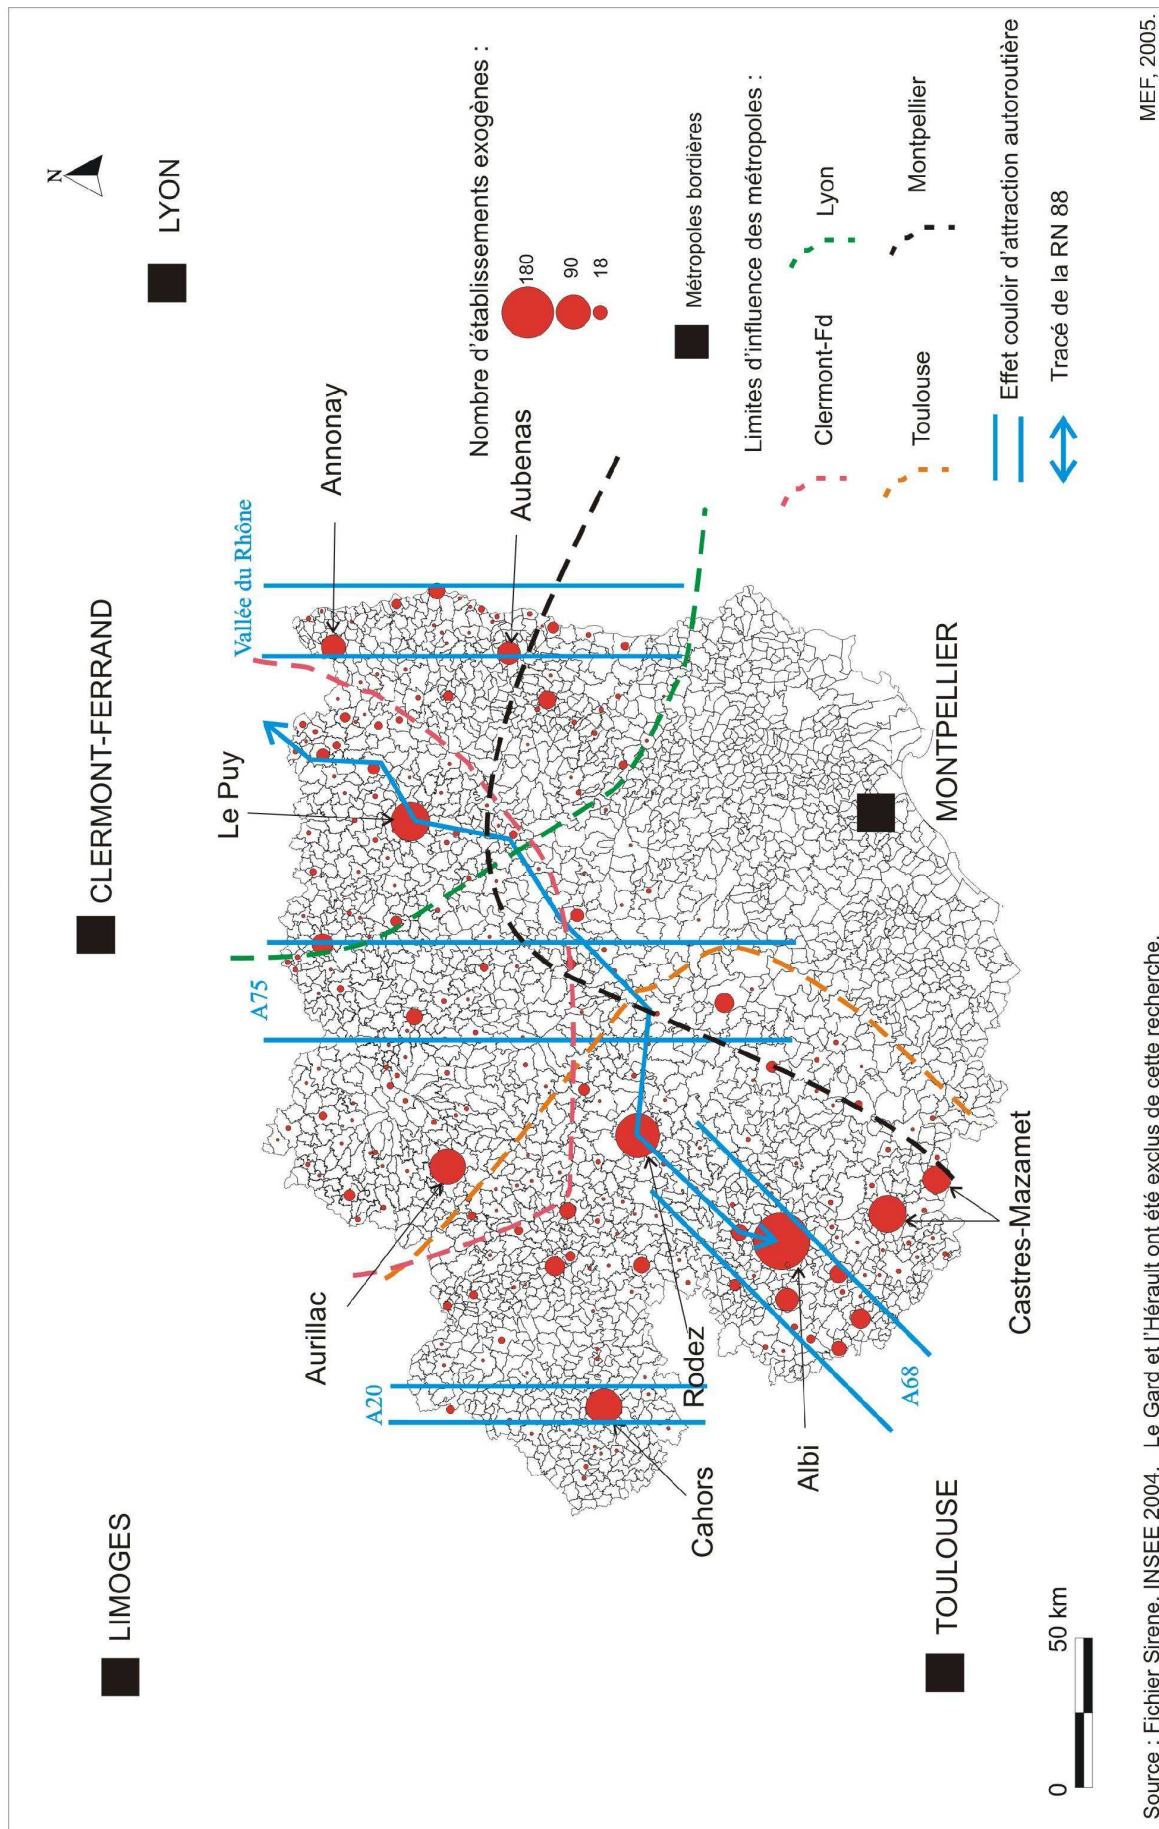 LIMOGES
CLERMONT-FERRAND
LYON
N
A20
Aurillac
A75
Le Puy
Vallée du Rhône
Annonay
Aubenas
Cahors
Rodez
Albi
A68
Castres-Mazamet
TOULOUSE
MONTPELLIER
Nombre d'établissements exogènes :
180
90
18
Métropoles bordières
Limites d'influence des métropoles :
Clermont-Fd
Lyon
Toulouse
Montpellier
Effet couloir d'attraction autoroutière
Tracé de la RN 88
0 50 km
Source : Fichier Sirene, INSEE 2004. Le Gard et l'Hérault ont été exclus de cette recherche.
MEF, 2005.